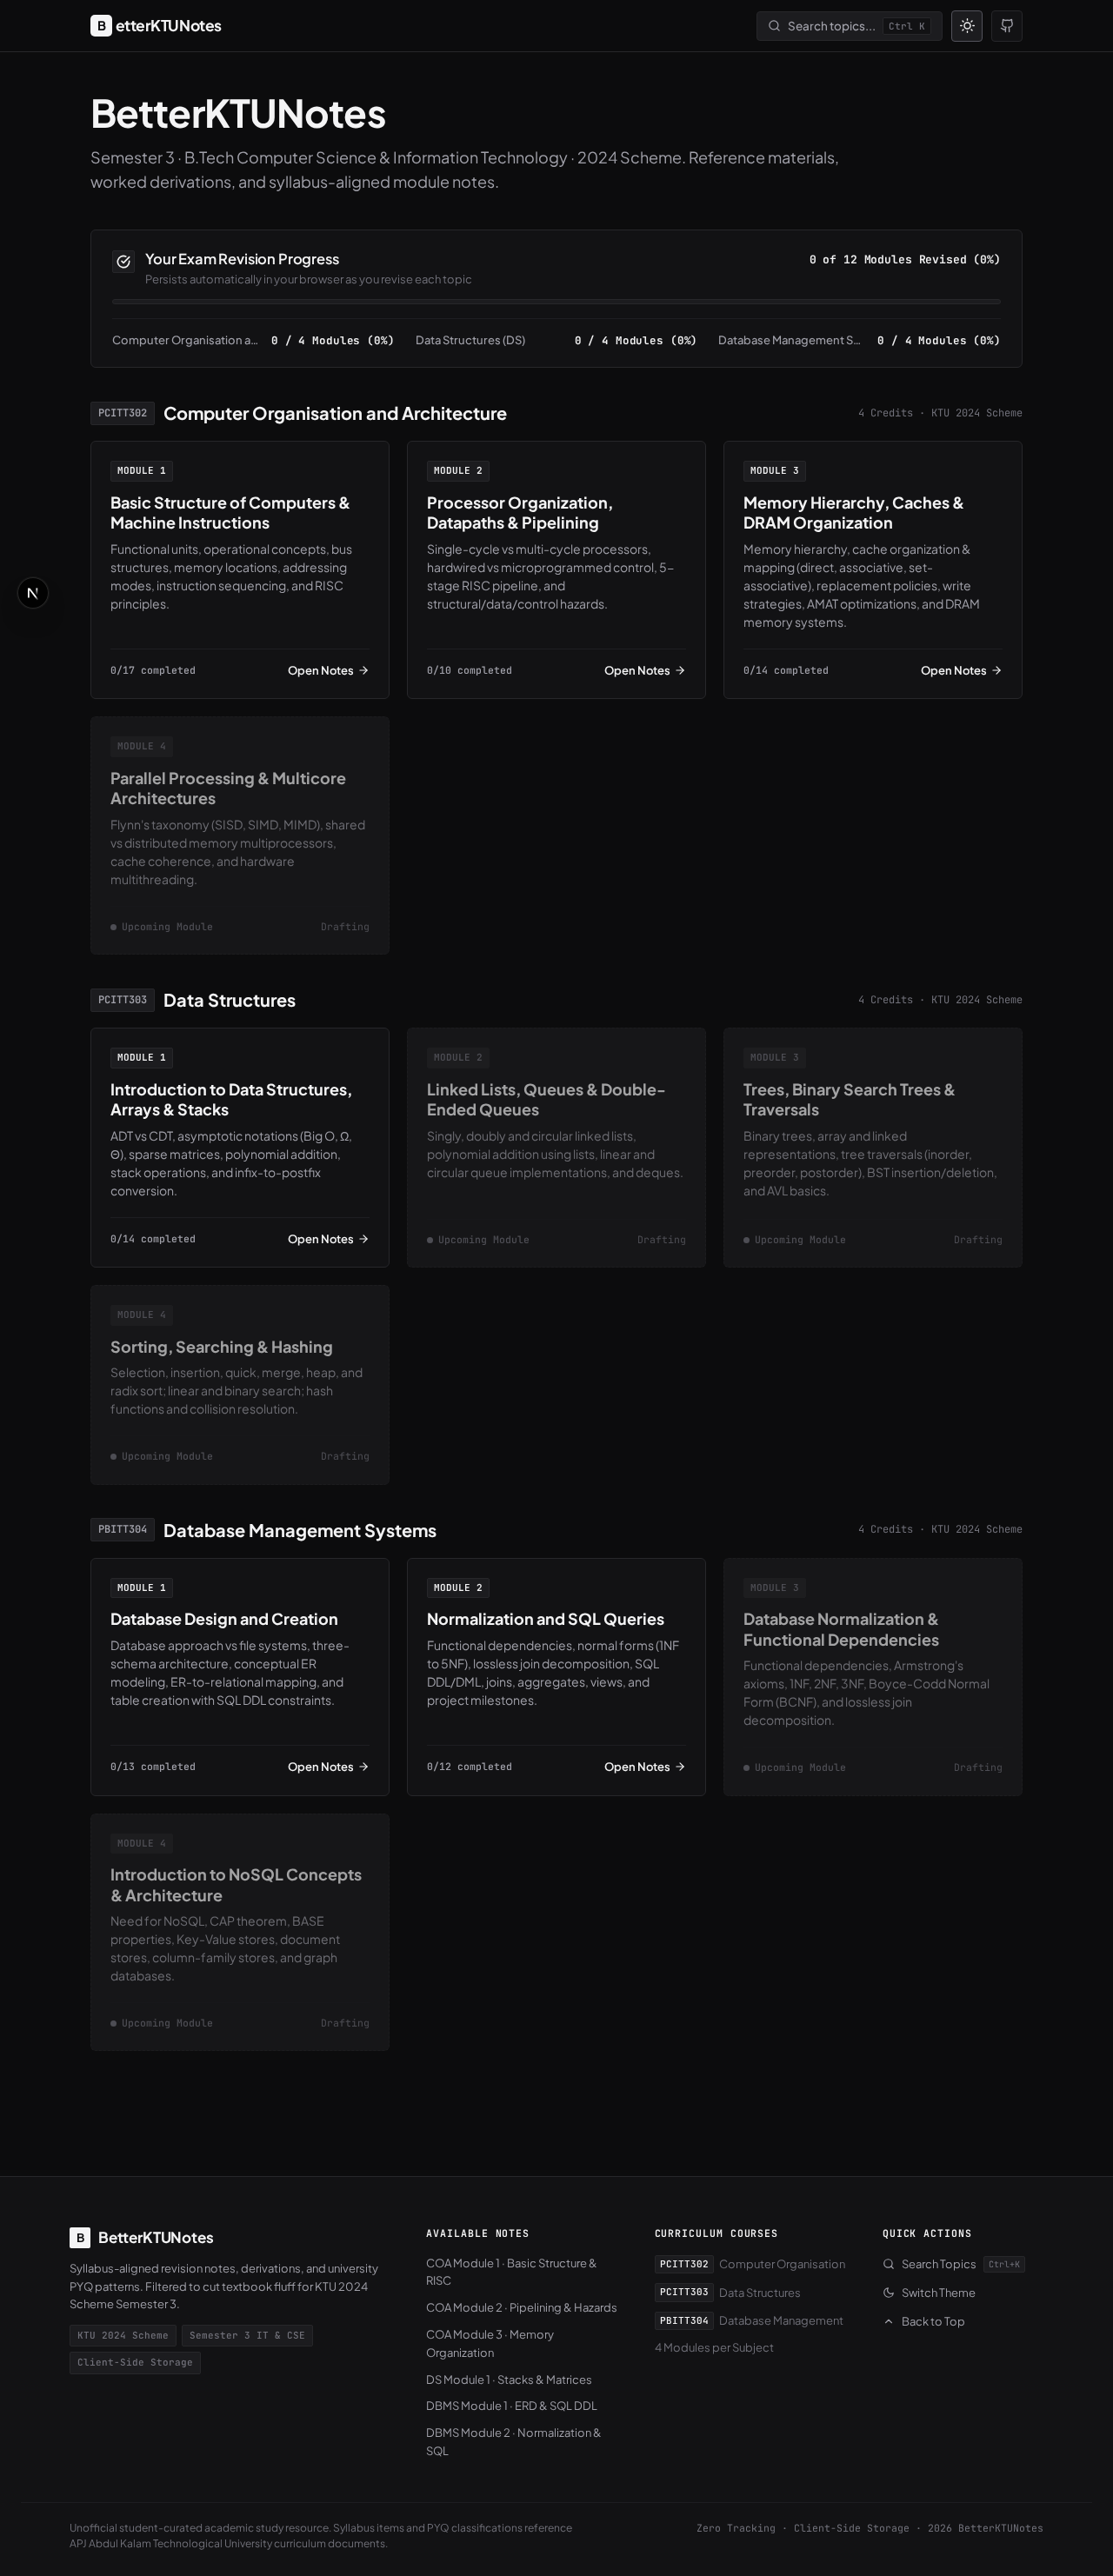 B etterKTUNotes
Search topics... Ctrl K
BetterKTUNotes
Semester 3 · B.Tech Computer Science & Information Technology · 2024 Scheme. Reference materials,
worked derivations, and syllabus-aligned module notes.
Your Exam Revision Progress
0 of 12 Modules Revised (0%)
Persists automatically in your browser as you revise each topic
Computer Organisation a... 0 / 4 Modules (0%)
Data Structures (DS) 0 / 4 Modules (0%)
Database Management S... 0 / 4 Modules (0%)
PCITT302 Computer Organisation and Architecture
4 Credits · KTU 2024 Scheme
MODULE 1
Basic Structure of Computers &
Machine Instructions
Functional units, operational concepts, bus
structures, memory locations, addressing
modes, instruction sequencing, and RISC
principles.
0/17 completed Open Notes →
MODULE 2
Processor Organization,
Datapaths & Pipelining
Single-cycle vs multi-cycle processors,
hardwired vs microprogrammed control, 5-
stage RISC pipeline, and
structural/data/control hazards.
0/10 completed Open Notes →
MODULE 3
Memory Hierarchy, Caches &
DRAM Organization
Memory hierarchy, cache organization &
mapping (direct, associative, set-
associative), replacement policies, write
strategies, AMAT optimizations, and DRAM
memory systems.
0/14 completed Open Notes →
MODULE 4
Parallel Processing & Multicore
Architectures
Flynn's taxonomy (SISD, SIMD, MIMD), shared
vs distributed memory multiprocessors,
cache coherence, and hardware
multithreading.
Upcoming Module Drafting
PCITT303 Data Structures
4 Credits · KTU 2024 Scheme
MODULE 1
Introduction to Data Structures,
Arrays & Stacks
ADT vs CDT, asymptotic notations (Big O, Ω,
Θ), sparse matrices, polynomial addition,
stack operations, and infix-to-postfix
conversion.
0/14 completed Open Notes →
MODULE 2
Linked Lists, Queues & Double-
Ended Queues
Singly, doubly and circular linked lists,
polynomial addition using lists, linear and
circular queue implementations, and deques.
Upcoming Module Drafting
MODULE 3
Trees, Binary Search Trees &
Traversals
Binary trees, array and linked
representations, tree traversals (inorder,
preorder, postorder), BST insertion/deletion,
and AVL basics.
Upcoming Module Drafting
MODULE 4
Sorting, Searching & Hashing
Selection, insertion, quick, merge, heap, and
radix sort; linear and binary search; hash
functions and collision resolution.
Upcoming Module Drafting
PBITT304 Database Management Systems
4 Credits · KTU 2024 Scheme
MODULE 1
Database Design and Creation
Database approach vs file systems, three-
schema architecture, conceptual ER
modeling, ER-to-relational mapping, and
table creation with SQL DDL constraints.
0/13 completed Open Notes →
MODULE 2
Normalization and SQL Queries
Functional dependencies, normal forms (1NF
to 5NF), lossless join decomposition, SQL
DDL/DML, joins, aggregates, views, and
project milestones.
0/12 completed Open Notes →
MODULE 3
Database Normalization &
Functional Dependencies
Functional dependencies, Armstrong's
axioms, 1NF, 2NF, 3NF, Boyce-Codd Normal
Form (BCNF), and lossless join
decomposition.
Upcoming Module Drafting
MODULE 4
Introduction to NoSQL Concepts
& Architecture
Need for NoSQL, CAP theorem, BASE
properties, Key-Value stores, document
stores, column-family stores, and graph
databases.
Upcoming Module Drafting
B BetterKTUNotes
Syllabus-aligned revision notes, derivations, and university
PYQ patterns. Filtered to cut textbook fluff for KTU 2024
Scheme Semester 3.
KTU 2024 Scheme Semester 3 IT & CSE
Client-Side Storage
AVAILABLE NOTES
COA Module 1 · Basic Structure &
RISC
COA Module 2 · Pipelining & Hazards
COA Module 3 · Memory
Organization
DS Module 1 · Stacks & Matrices
DBMS Module 1 · ERD & SQL DDL
DBMS Module 2 · Normalization &
SQL
CURRICULUM COURSES
PCITT302 Computer Organisation
PCITT303 Data Structures
PBITT304 Database Management
4 Modules per Subject
QUICK ACTIONS
Search Topics Ctrl+K
Switch Theme
Back to Top
Unofficial student-curated academic study resource. Syllabus items and PYQ classifications reference
APJ Abdul Kalam Technological University curriculum documents.
Zero Tracking · Client-Side Storage · 2026 BetterKTUNotes